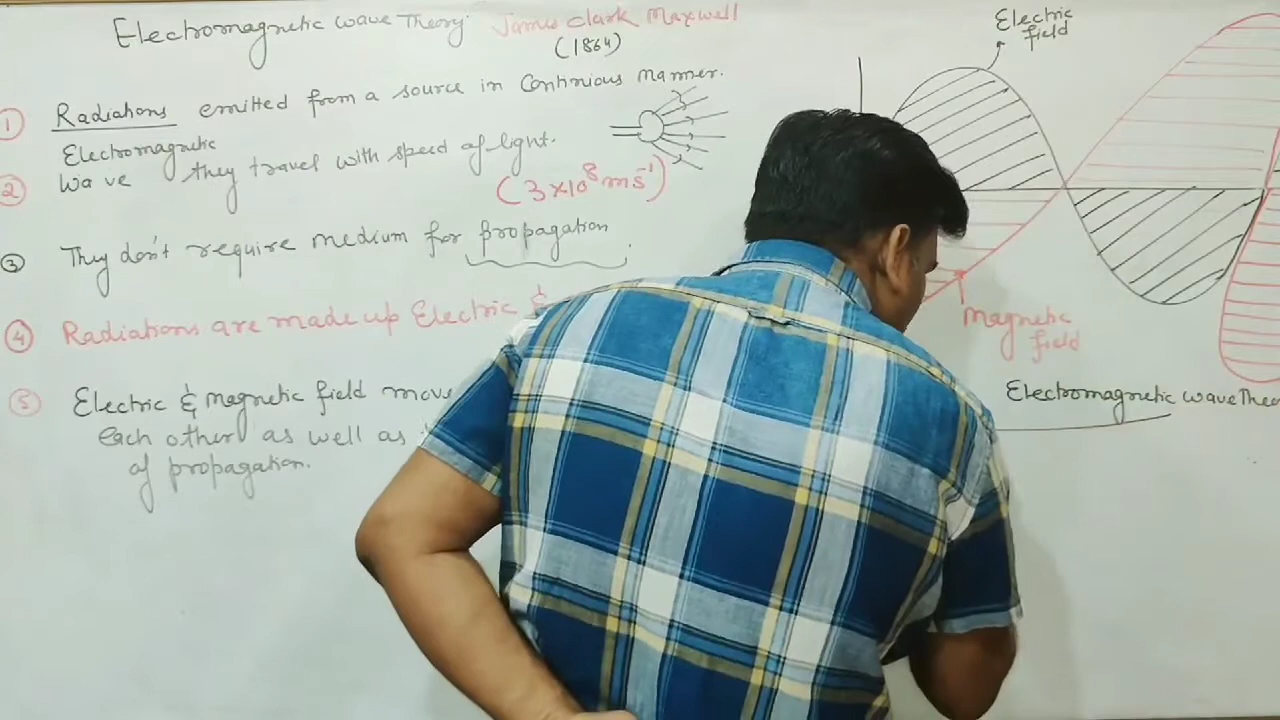 Electromagnetic wave Theory James Clark Maxwell
(1864)
① Radiations emitted from a source in Continious manner.
Electromagnetic
wave
② they travel with speed of light.
(3×10⁸ms⁻¹)
③ They don't require medium for propagation
④ Radiations are made up Electric &
⑤ Electric & magnetic field move
each other as well as
of propagation.
Electric
field
Magnetic
field
Electromagnetic wave Theo